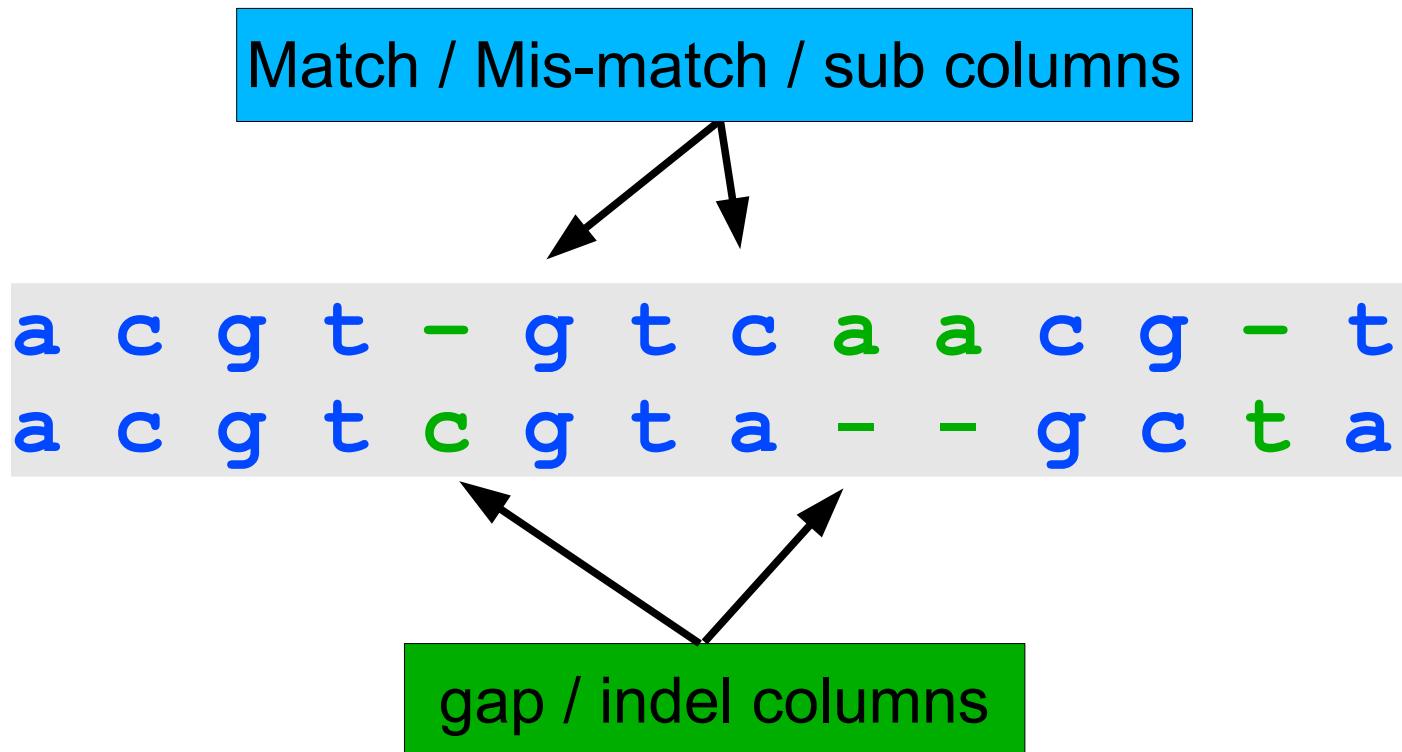 Match / Mis-match / sub columns
a c g t - g t c a a c g - t
a c g t c g t a - - g c t a
gap / indel columns